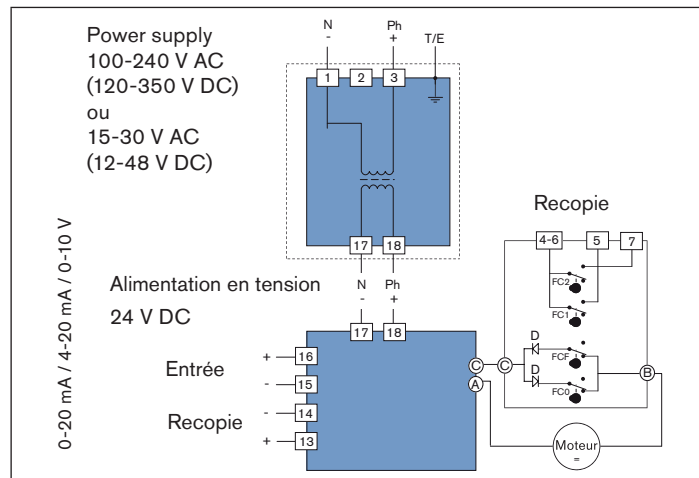 Power supply
100-240 V AC
(120-350 V DC)
ou
15-30 V AC
(12-48 V DC)
N
-
Ph
+
T/E
1
2
3
17
18
N
-
Ph
+
Alimentation en tension
24 V DC
17
18
0-20 mA / 4-20 mA / 0-10 V
Entrée
+
16
-
15
Recopie
-
14
+
13
C
A
Recopie
4-6
5
7
FC2
FC1
D
FCF
D
FC0
C
B
Moteur
=